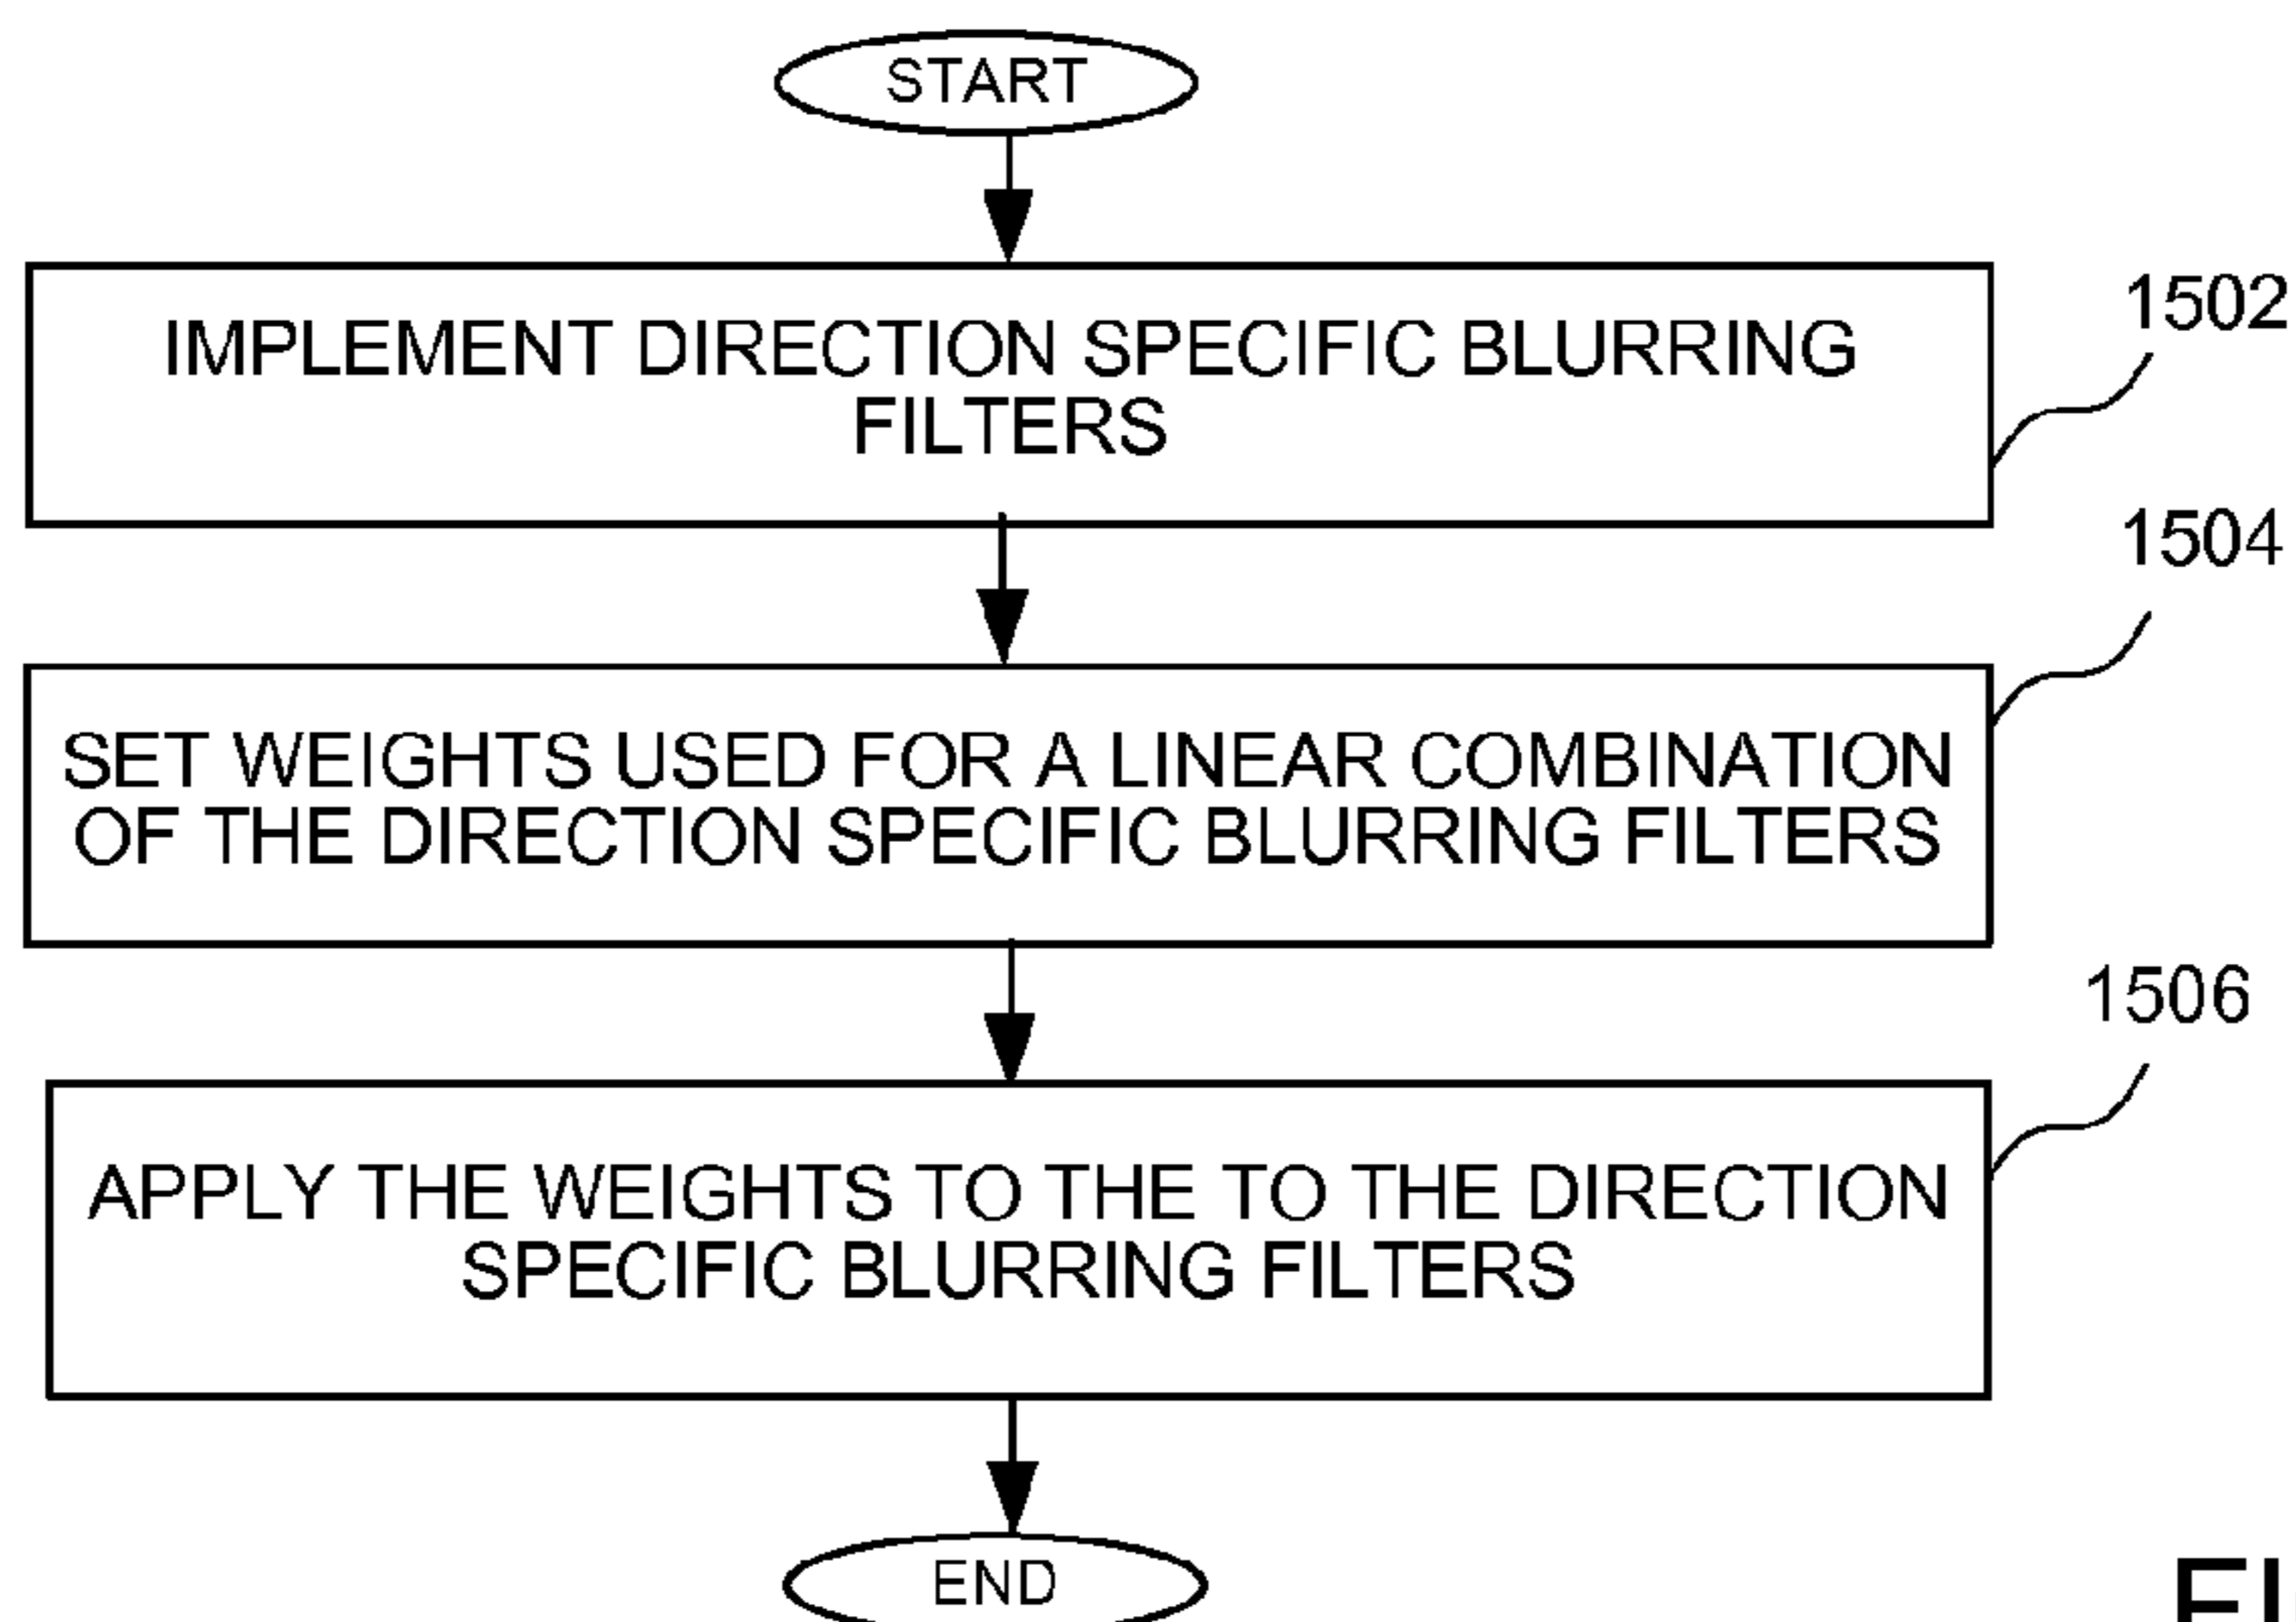 START
IMPLEMENT DIRECTION SPECIFIC BLURRING
FILTERS
1502
1504
SET WEIGHTS USED FOR A LINEAR COMBINATION
OF THE DIRECTION SPECIFIC BLURRING FILTERS
1506
APPLY THE WEIGHTS TO THE TO THE DIRECTION
SPECIFIC BLURRING FILTERS
END